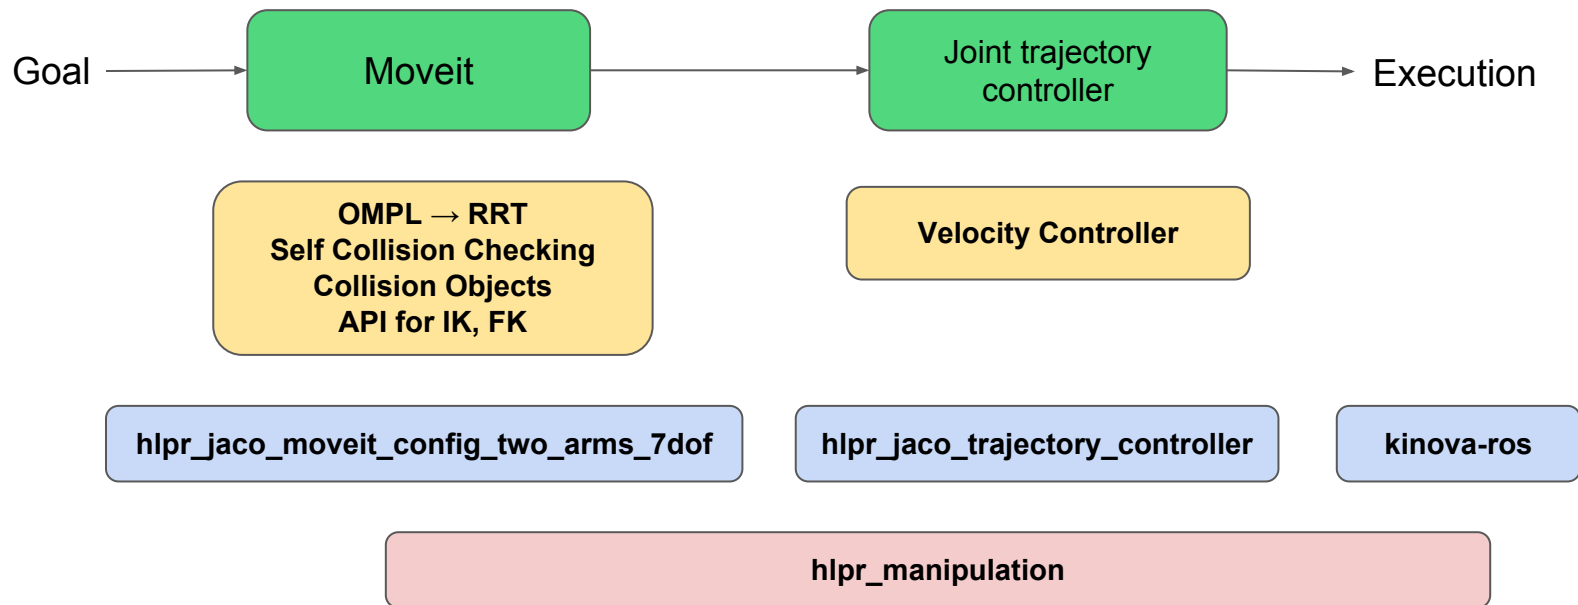 Goal
Moveit
Joint trajectory
controller
Execution
OMPL → RRT
Self Collision Checking
Collision Objects
API for IK, FK
Velocity Controller
hlpr_jaco_moveit_config_two_arms_7dof
hlpr_jaco_trajectory_controller
kinova-ros
hlpr_manipulation